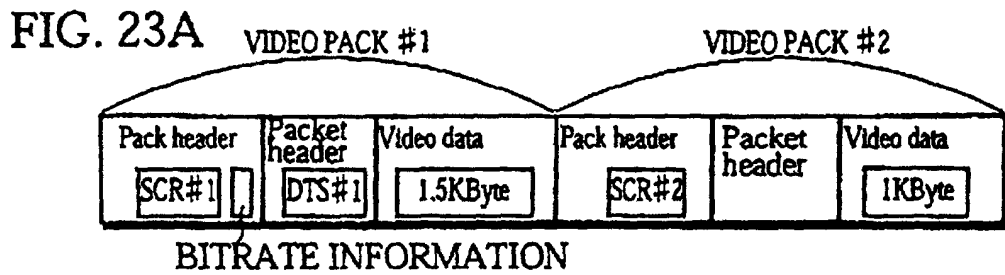 FIG. 23A
VIDEO PACK #1
VIDEO PACK #2
Pack header
Packet header
Video data
Pack header
Packet header
Video data
SCR#1
DTS#1
1.5KByte
SCR#2
1KByte
BITRATE INFORMATION